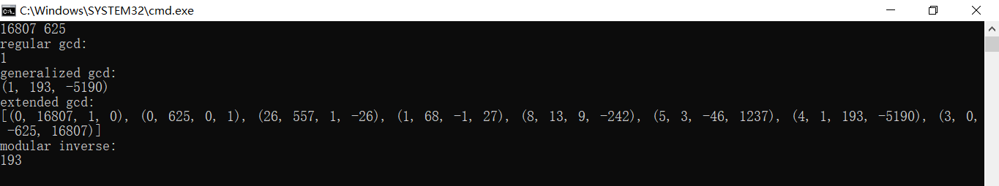 C:\Windows\SYSTEM32\cmd.exe
16807 625
regular gcd:
1
generalized gcd:
(1, 193, -5190)
extended gcd:
[(0, 16807, 1, 0), (0, 625, 0, 1), (26, 557, 1, -26), (1, 68, -1, 27), (8, 13, 9, -242), (5, 3, -46, 1237), (4, 1, 193, -5190), (3, 0,
 -625, 16807)]
modular inverse:
193